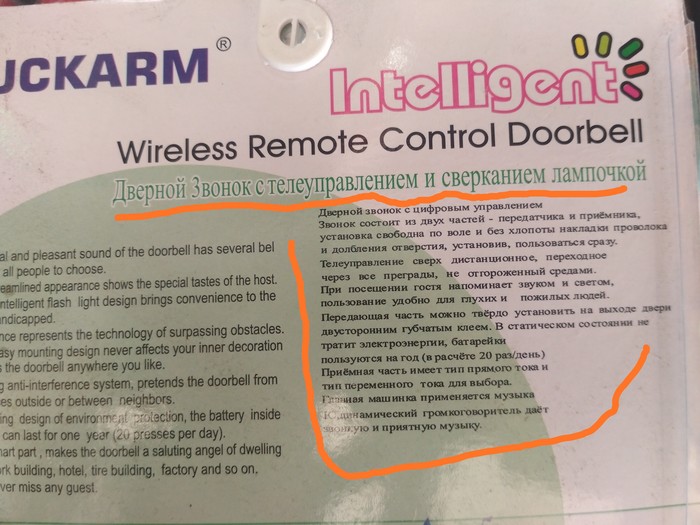 UCKARM®
Intelligent
Wireless Remote Control Doorbell
Дверной Звонок с телеуправлением и сверканием лампочкой
al and pleasant sound of the doorbell has several bel
all people to choose.
eamlined appearance shows the special tastes of the host.
ntelligent flash light design brings convenience to the
ndicapped.
nce represents the technology of surpassing obstacles.
asy mounting design never affects your inner decoration
s the doorbell anywhere you like.
g anti-interference system, pretends the doorbell from
es outside or between neighbors.
ing design of environment protection, the battery inside
can last for one year (20 presses per day).
nart part , makes the doorbell a saluting angel of dwelling
rk building, hotel, tire building, factory and so on.
ver miss any guest.
Дверной звонок с цифровым управлением
Звонок состоит из двух частей - передатчика и приёмника,
установка свободна по воле и без хлопоты накладки проволока
и долбления отверстия, установив, пользоваться сразу.
Телеуправление сверх дистанционное, переходное
через все преграды, не отгороженный средами.
При посещении гостя напоминает звуком и светом,
пользование удобно для глухих и пожилых людей.
Передающая часть можно твёрдо установить на выходе двери
двусторонним губчатым клеем. В статическом состоянии не
тратит электроэнергии, батарейки
пользуются на год (в расчёте 20 раз/день)
Приёмная часть имеет тип прямого тока и
тип переменного тока для выбора.
Главная машинка применяется музыка
динамический громкоговоритель даёт
звонкую и приятную музыку.